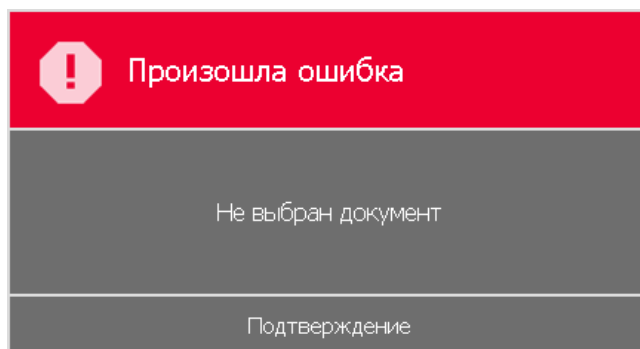 Произошла ошибка
Не выбран документ
Подтверждение